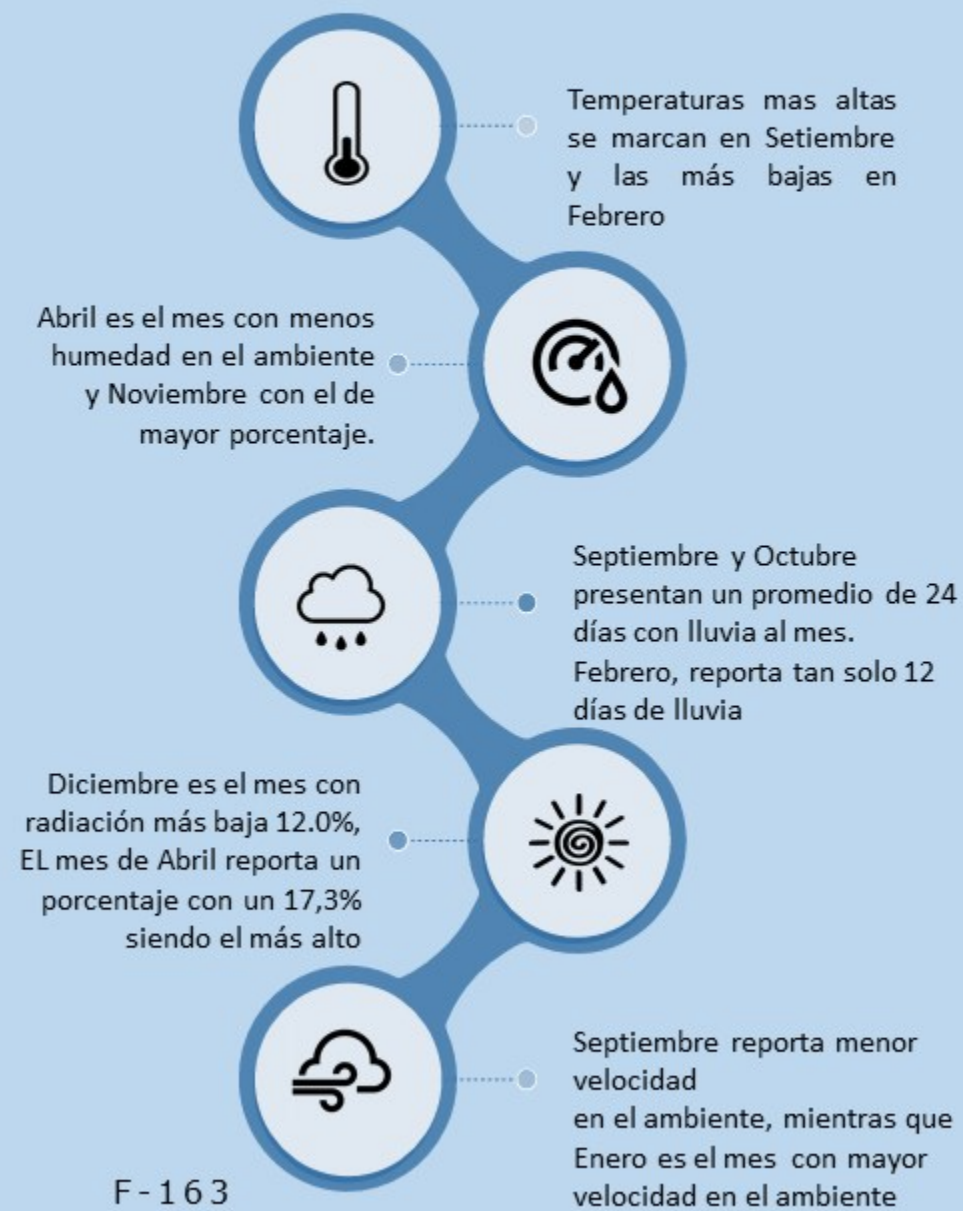 Temperaturas mas altas
se marcan en Setiembre
y las más bajas en
Febrero
Abril es el mes con menos
humedad en el ambiente
y Noviembre con el de
mayor porcentaje.
Septiembre y Octubre
presentan un promedio de 24
días con lluvia al mes.
Febrero, reporta tan solo 12
días de lluvia
Diciembre es el mes con
radiación más baja 12.0%,
EL mes de Abril reporta un
porcentaje con un 17,3%
siendo el más alto
Septiembre reporta menor
velocidad
en el ambiente, mientras que
Enero es el mes con mayor
velocidad en el ambiente
F-163